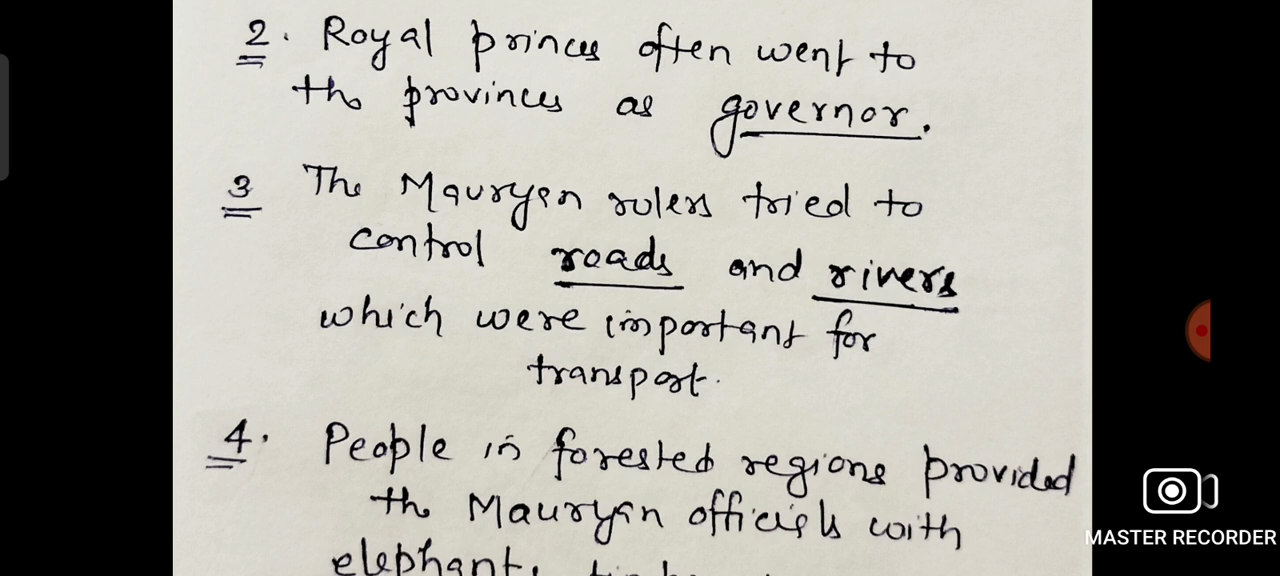 2. Royal princes often went to
the provinces as governor.
3 The Mauryan rulers tried to
control roads and rivers
which were important for
transport.
4. People in forested regions provided
the Mauryan officials with
elephant,
MASTER RECORDER